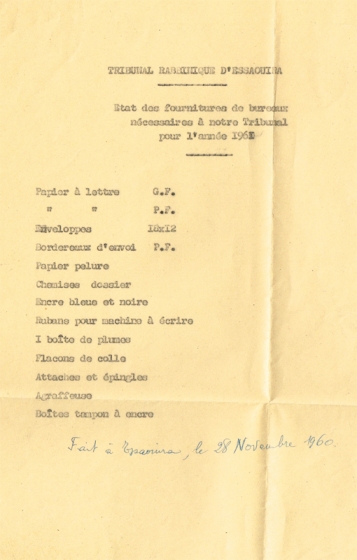 TRIBUNAL RABBINIQUE D'ESSAOUIRA
Etat des fournitures de bureaux
nécessaires à notre Tribunal
pour l'année 1961
Papier à lettre G.F.
" " P.F.
Enveloppes 18x12
Bordereaux d'envoi P.F.
Papier pelure
Chemises dossier
Encre bleue et noire
Rubans pour machine à écrire
I boîte de plumes
Flacons de colle
Attaches et épingles
Agraffeuse
Boîtes tampon à encre
Fait à Essaouira, le 28 Novembre 1960.